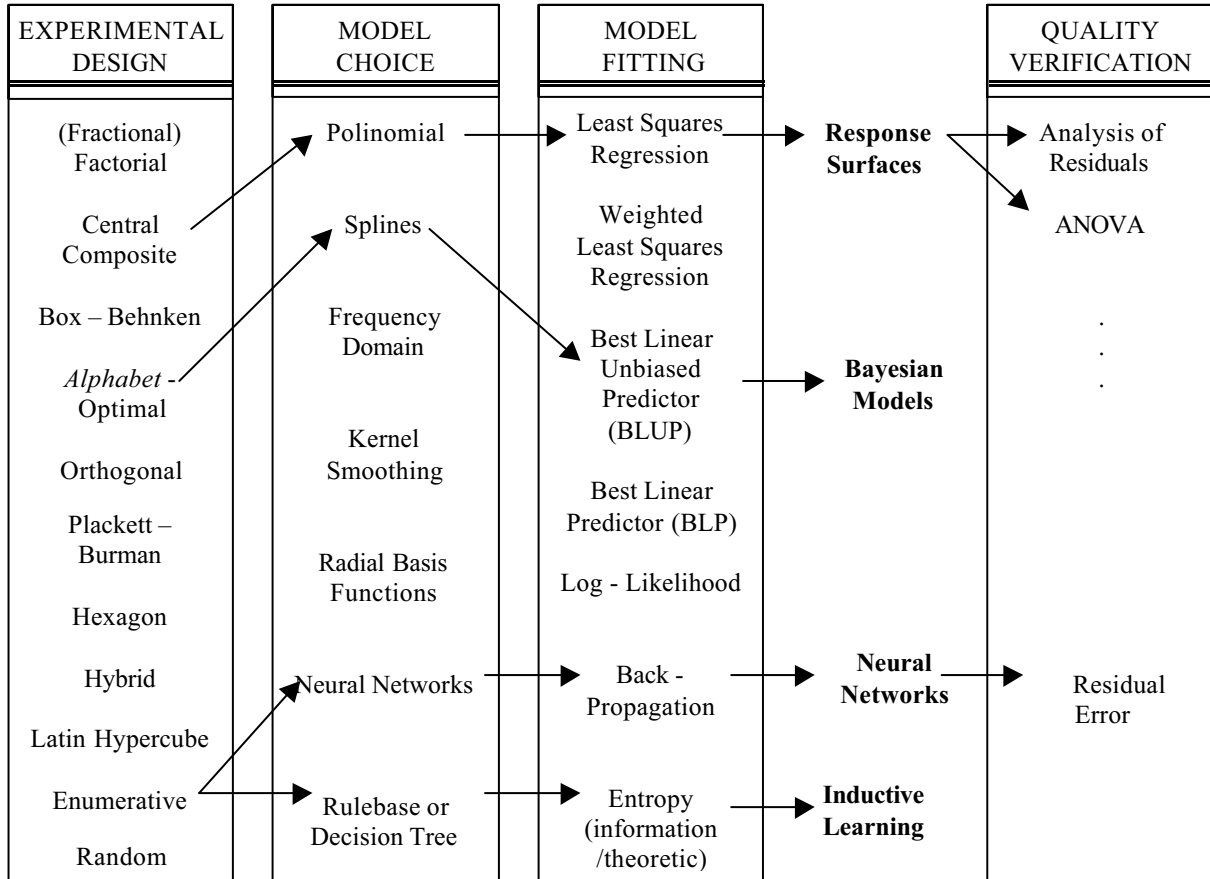 EXPERIMENTAL
DESIGN
(Fractional)
Factorial
Central
Composite
Box – Behnken
Alphabet -
Optimal
Orthogonal
Plackett –
Burman
Hexagon
Hybrid
Latin Hypercube
Enumerative
Random
MODEL
CHOICE
Polinomial
Splines
Frequency
Domain
Kernel
Smoothing
Radial Basis
Functions
Neural Networks
Rulebase or
Decision Tree
MODEL
FITTING
Least Squares
Regression
Weighted
Least Squares
Regression
Best Linear
Unbiased
Predictor
(BLUP)
Best Linear
Predictor (BLP)
Log - Likelihood
Back -
Propagation
Entropy
(information
/theoretic)
Response
Surfaces
Bayesian
Models
Neural
Networks
Inductive
Learning
QUALITY
VERIFICATION
Analysis of
Residuals
ANOVA
.
.
.
Residual
Error